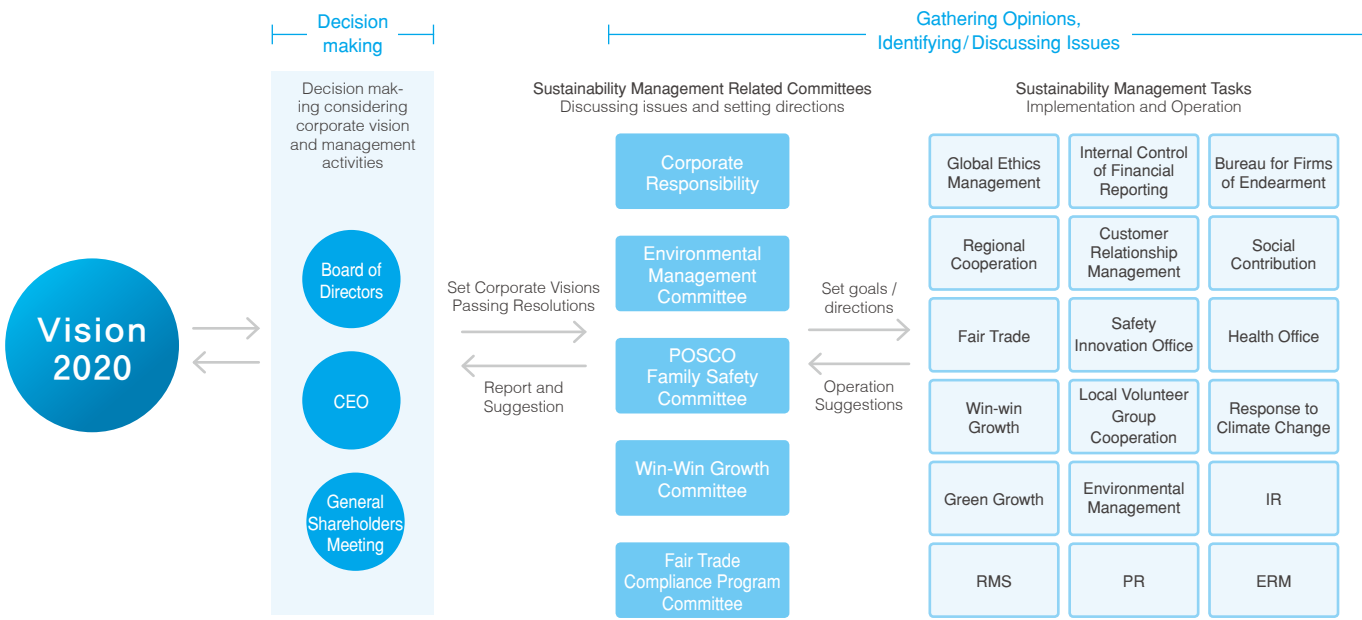 Decision
making
Gathering Opinions,
Identifying/Discussing Issues
Decision mak-
ing considering
corporate vision
and management
activities
Sustainability Management Related Committees
Discussing issues and setting directions
Sustainability Management Tasks
Implementation and Operation
Vision
2020
Board of
Directors
CEO
General
Shareholders
Meeting
Set Corporate Visions
Passing Resolutions
Report and
Suggestion
Corporate
Responsibility
Environmental
Management
Committee
POSCO
Family Safety
Committee
Win-Win Growth
Committee
Fair Trade
Compliance Program
Committee
Set goals /
directions
Operation
Suggestions
Global Ethics
Management
Internal Control
of Financial
Reporting
Bureau for Firms
of Endearment
Regional
Cooperation
Customer
Relationship
Management
Social
Contribution
Fair Trade
Safety
Innovation Office
Health Office
Win-win
Growth
Local Volunteer
Group
Cooperation
Response to
Climate Change
Green Growth
Environmental
Management
IR
RMS
PR
ERM